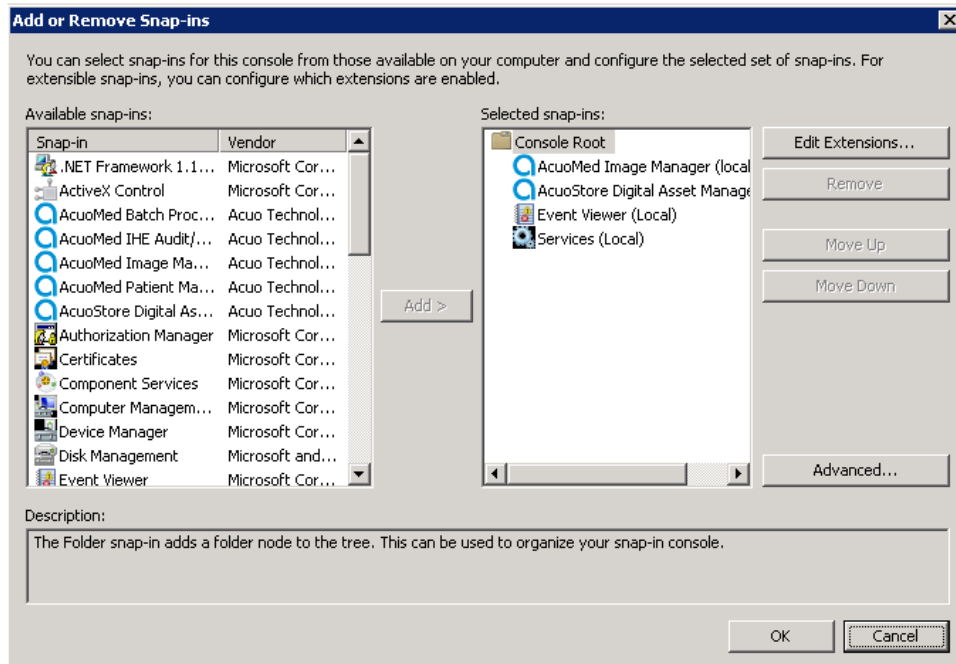 Add or Remove Snap-ins
You can select snap-ins for this console from those available on your computer and configure the selected set of snap-ins. For
extensible snap-ins, you can configure which extensions are enabled.
Available snap-ins:
Selected snap-ins:
Snap-in Vendor
.NET Framework 1.1... Microsoft Cor...
ActiveX Control Microsoft Cor...
AcuoMed Batch Proc... Acuo Technol...
AcuoMed IHE Audit/... Acuo Technol...
AcuoMed Image Ma... Acuo Technol...
AcuoMed Patient Ma... Acuo Technol...
AcuoStore Digital As... Acuo Technol...
Authorization Manager Microsoft Cor...
Certificates Microsoft Cor...
Component Services Microsoft Cor...
Computer Managem... Microsoft Cor...
Device Manager Microsoft Cor...
Disk Management Microsoft and...
Event Viewer Microsoft Cor...
Add >
Console Root
AcuoMed Image Manager (local
AcuoStore Digital Asset Manage
Event Viewer (Local)
Services (Local)
Edit Extensions...
Remove
Move Up
Move Down
Advanced...
Description:
The Folder snap-in adds a folder node to the tree. This can be used to organize your snap-in console.
OK
Cancel